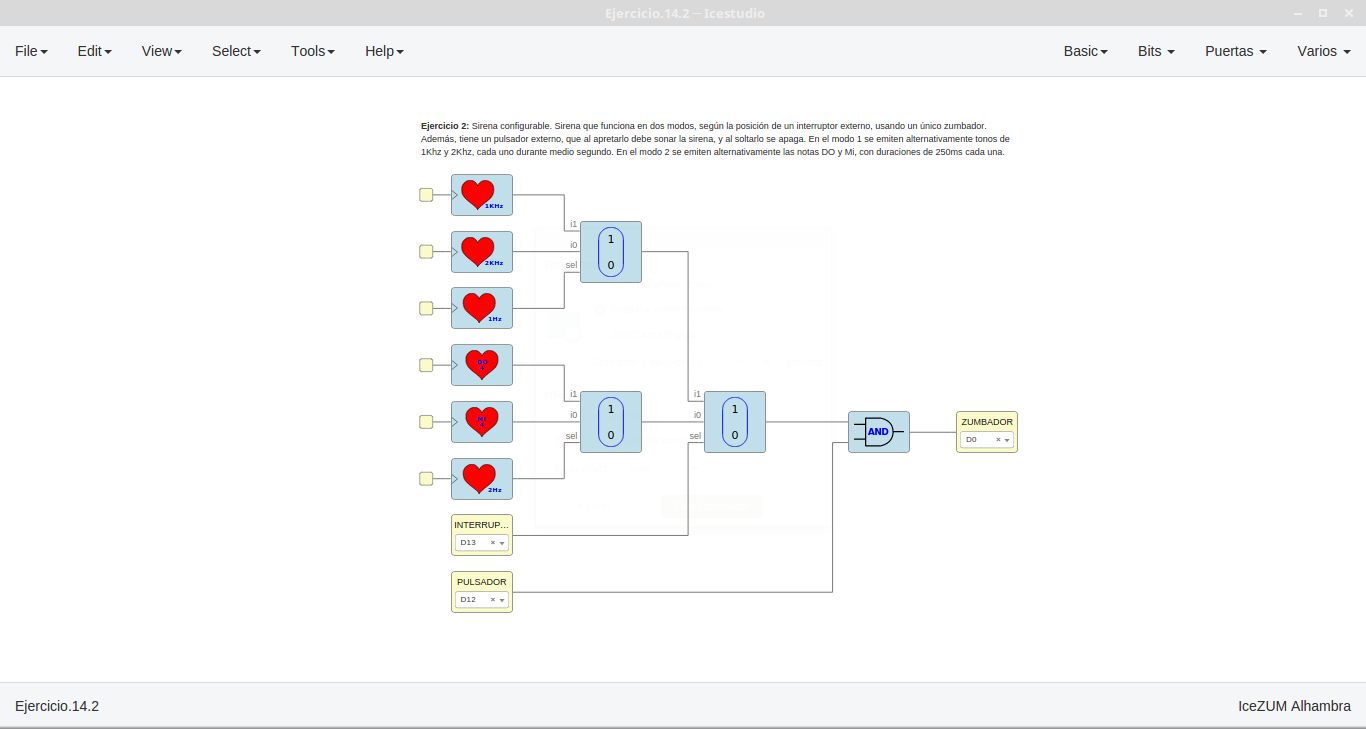 Ejercicio.14.2 – Icestudio
File Edit View Select Tools Help Basic Bits Puertas Varios
Ejercicio 2: Sirena configurable. Sirena que funciona en dos modos, según la posición de un interruptor externo, usando un único zumbador.
Además, tiene un pulsador externo, que al apretarlo debe sonar la sirena, y al soltarlo se apaga. En el modo 1 se emiten alternativamente tonos de
1Khz y 2Khz, cada uno durante medio segundo. En el modo 2 se emiten alternativamente las notas DO y Mi, con duraciones de 250ms cada una.
1KHz
i1
1
i0
2KHz
sel
0
1Hz
DO
4
i1
1
i0
MI
4
sel
0
i1
1
i0
sel
0
AND
ZUMBADOR
D0
2Hz
INTERRUP...
D13
PULSADOR
D12
Ejercicio.14.2
IceZUM Alhambra